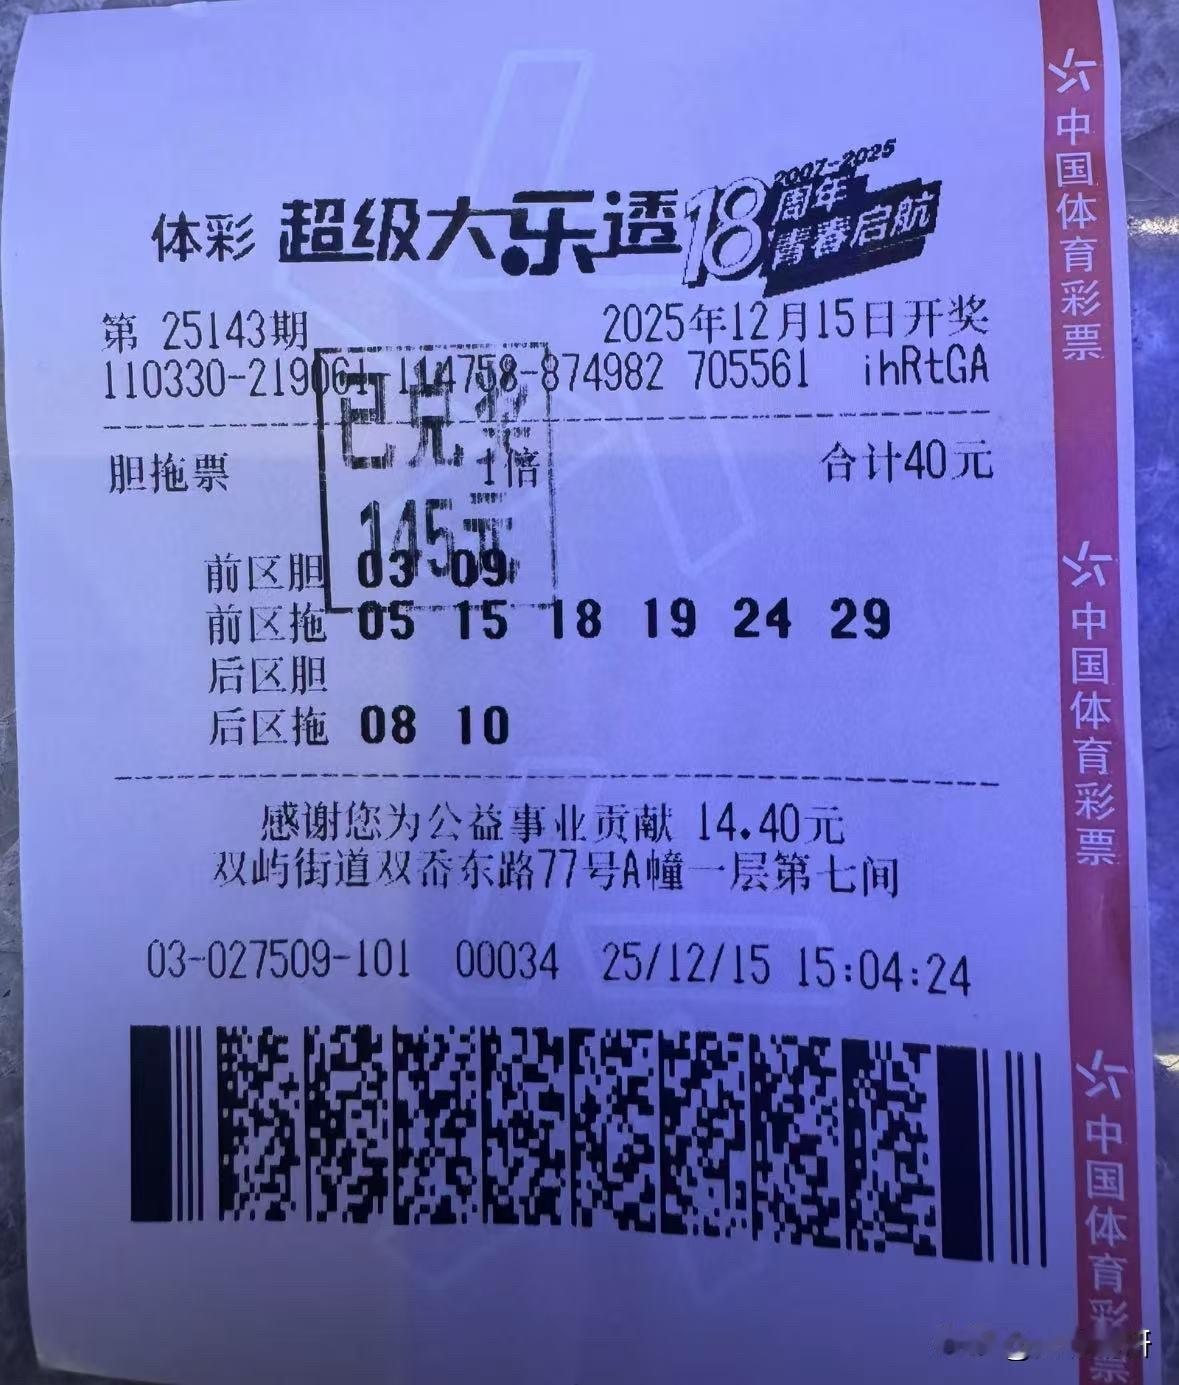 体彩 超级大乐透 18周年 2007-2025 青春启航
第 25143期 2025年12月15日开奖
110330-219061-114758-874982 705561 ihRtGA
已兑奖
胆拖票 1倍 合计40元
145元
前区胆 03 09
前区拖 05 15 18 19 24 29
后区胆
后区拖 08 10
感谢您为公益事业贡献 14.40元
双屿街道双岙东路77号A幢一层第七间
03-027509-101 00034 25/12/15 15:04:24
中国体育彩票
中国体育彩票
中国体育彩票